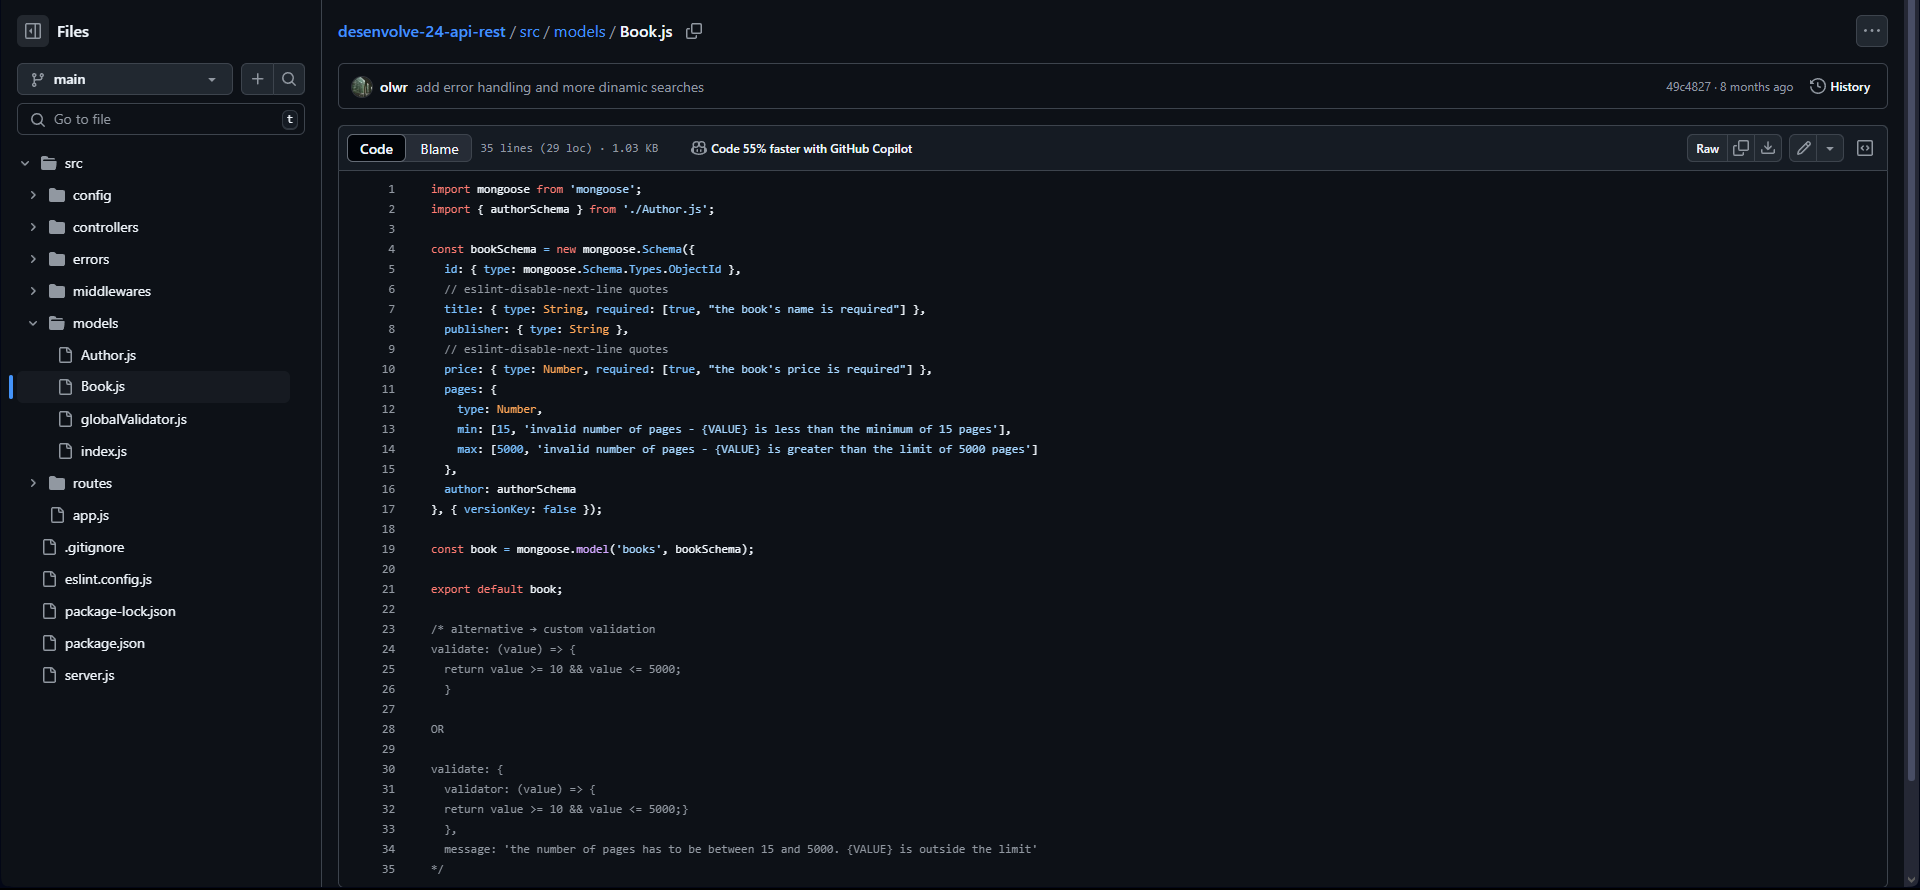 Files
main
Go to file
t
src
config
controllers
errors
middlewares
models
Author.js
Book.js
globalValidator.js
index.js
routes
app.js
.gitignore
eslint.config.js
package-lock.json
package.json
server.js
desenvolve-24-api-rest / src / models / Book.js
olwr add error handling and more dinamic searches
49c4827 · 8 months ago History
Code Blame 35 lines (29 loc) · 1.03 KB Code 55% faster with GitHub Copilot Raw
1 import mongoose from 'mongoose';
2 import { authorSchema } from './Author.js';
3
4 const bookSchema = new mongoose.Schema({
5   id: { type: mongoose.Schema.Types.ObjectId },
6   // eslint-disable-next-line quotes
7   title: { type: String, required: [true, "the book's name is required"] },
8   publisher: { type: String },
9   // eslint-disable-next-line quotes
10   price: { type: Number, required: [true, "the book's price is required"] },
11   pages: {
12     type: Number,
13     min: [15, 'invalid number of pages - {VALUE} is less than the minimum of 15 pages'],
14     max: [5000, 'invalid number of pages - {VALUE} is greater than the limit of 5000 pages']
15   },
16   author: authorSchema
17 }, { versionKey: false });
18
19 const book = mongoose.model('books', bookSchema);
20
21 export default book;
22
23 /* alternative → custom validation
24 validate: (value) => {
25   return value >= 10 && value <= 5000;
26   }
27
28 OR
29
30 validate: {
31   validator: (value) => {
32   return value >= 10 && value <= 5000;}
33   },
34   message: 'the number of pages has to be between 15 and 5000. {VALUE} is outside the limit'
35 */